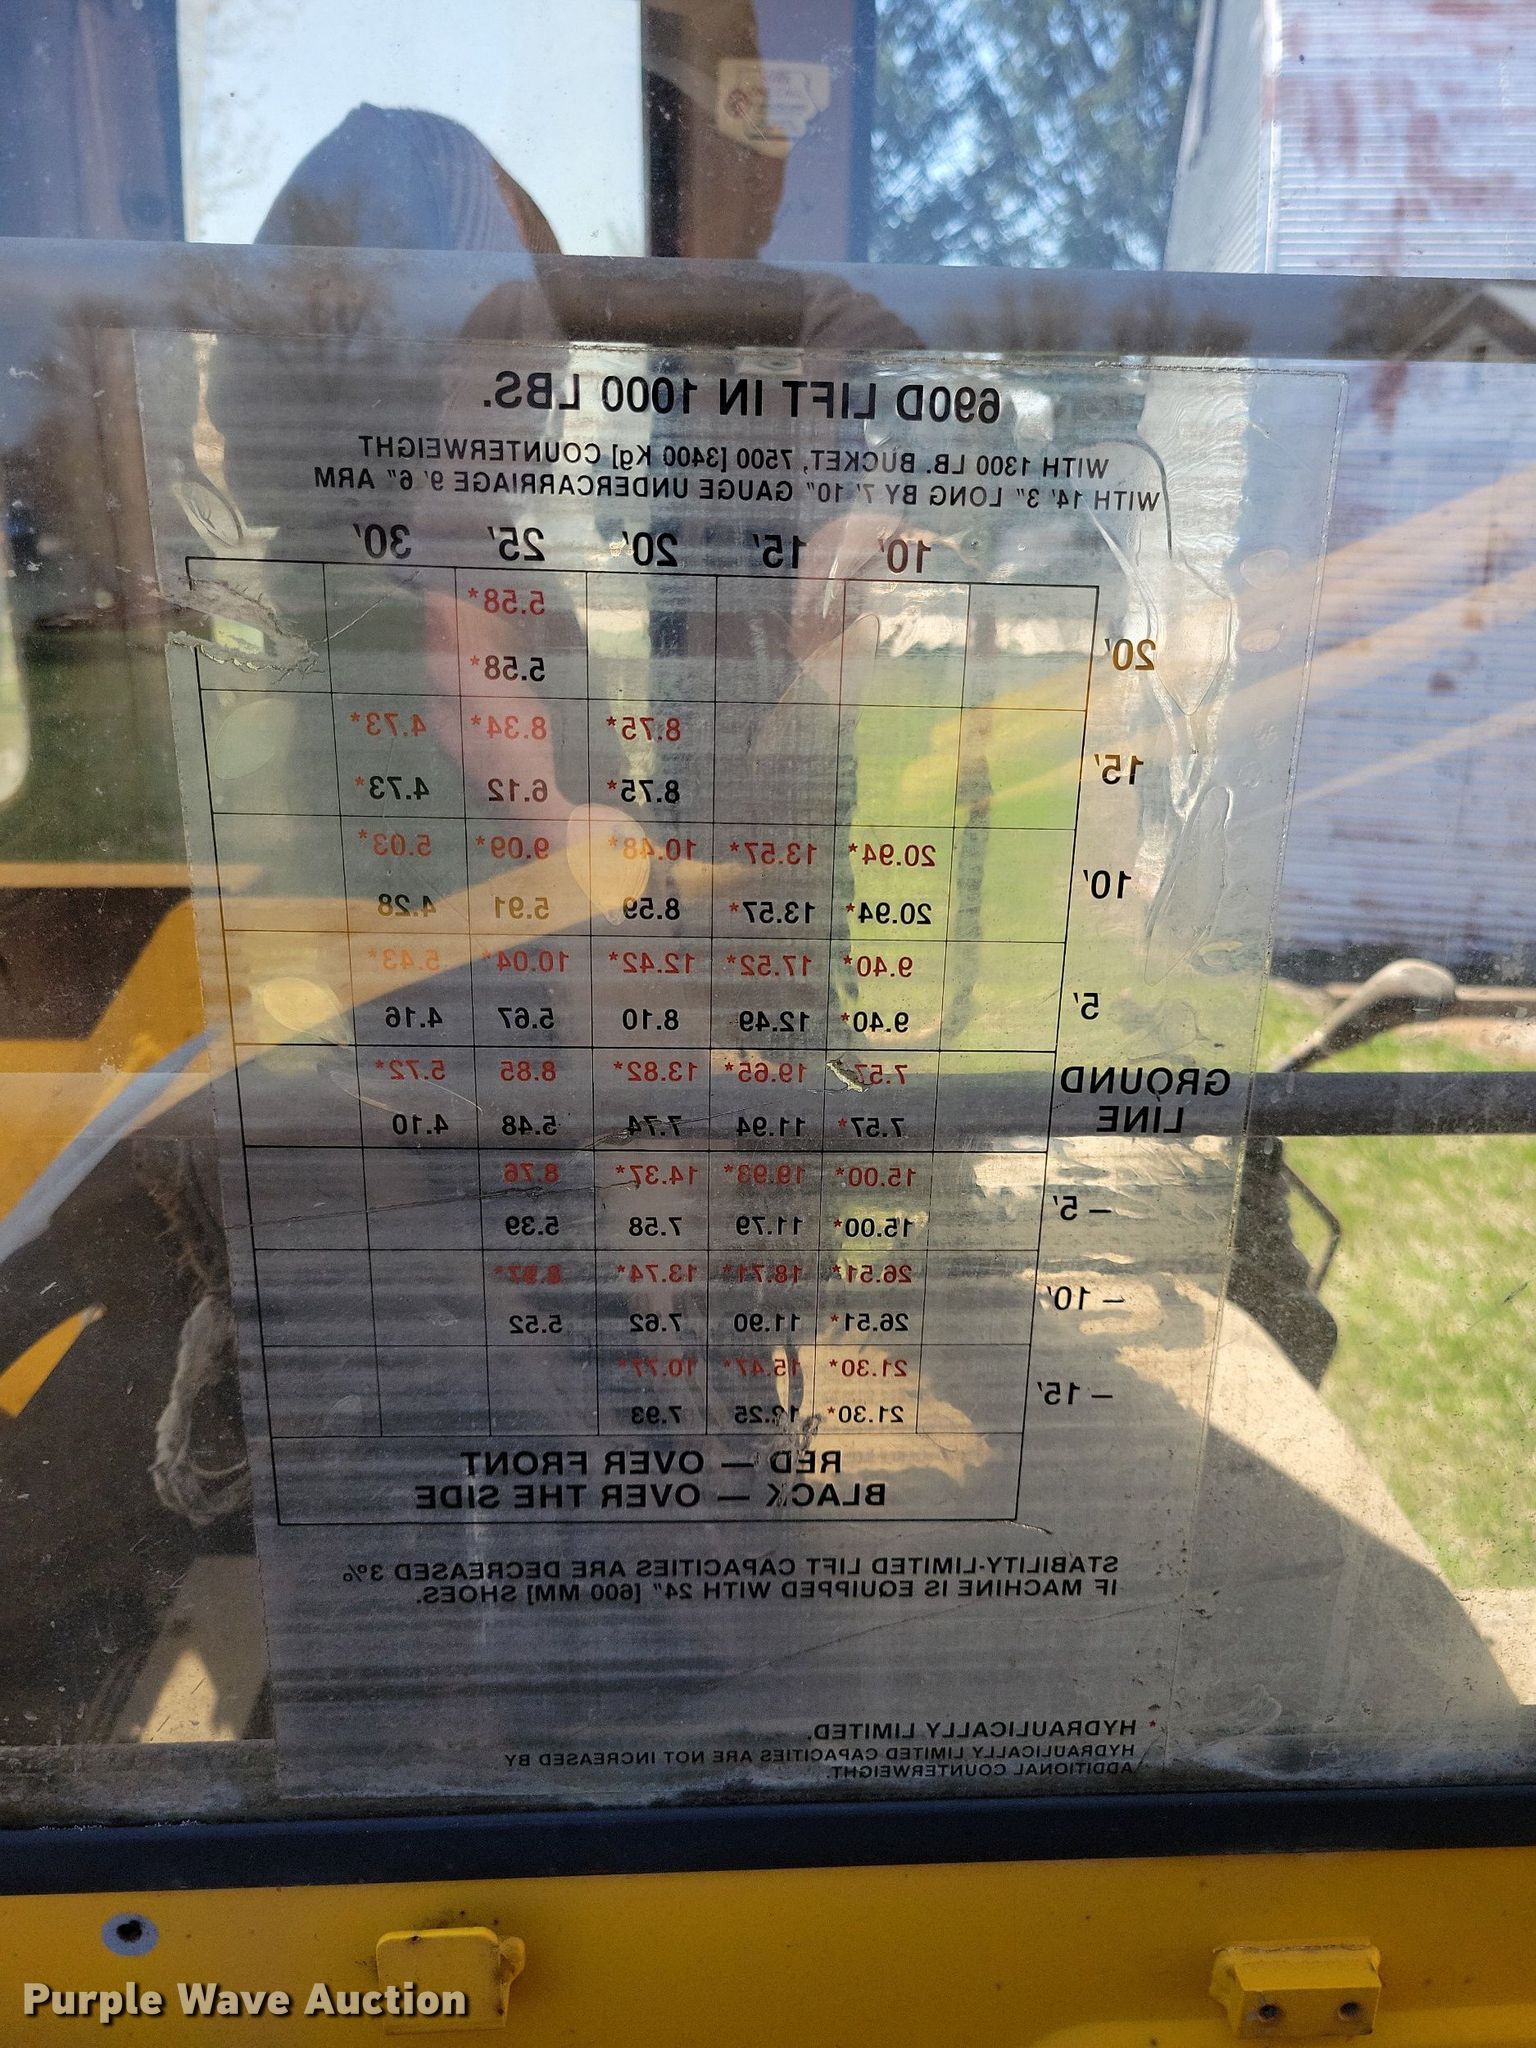 690D LIFT IN 1000 LBS.
WITH 1300 LB. BUCKET, 7500 [3400 Kg] COUNTERWEIGHT
WITH 14' 3" LONG BY 7' 10" GAUGE UNDERCARRIAGE 9' 6" ARM
10' 15' 20' 25' 30'
5.58*
20'
5.58*
8.75* 8.34* 4.73*
15'
8.75* 6.12 4.73*
20.94* 13.57* 10.48* 9.09* 5.03*
10'
20.94* 13.57* 8.59 5.91 4.28
9.40* 17.52* 12.42* 10.04* 5.43*
5'
9.40* 12.49 8.10 5.67 4.16
7.57 19.65* 13.82* 8.85 5.72*
GROUND
LINE
7.57* 11.94 7.74 5.48 4.10
15.00* 19.93* 14.37* 8.76
– 5'
15.00* 11.79 7.58 5.39
26.51* 18.71* 13.74* 8.97*
– 10'
26.51* 11.90 7.62 5.52
21.30* 15.47* 10.77*
– 15'
21.30* 12.25 7.93
RED — OVER FRONT
BLACK — OVER THE SIDE
STABILITY-LIMITED LIFT CAPACITIES ARE DECREASED 3%
IF MACHINE IS EQUIPPED WITH 24" [600 MM] SHOES.
* HYDRAULICALLY LIMITED.
HYDRAULICALLY LIMITED CAPACITIES ARE NOT INCREASED BY
ADDITIONAL COUNTERWEIGHT.
Purple Wave Auction